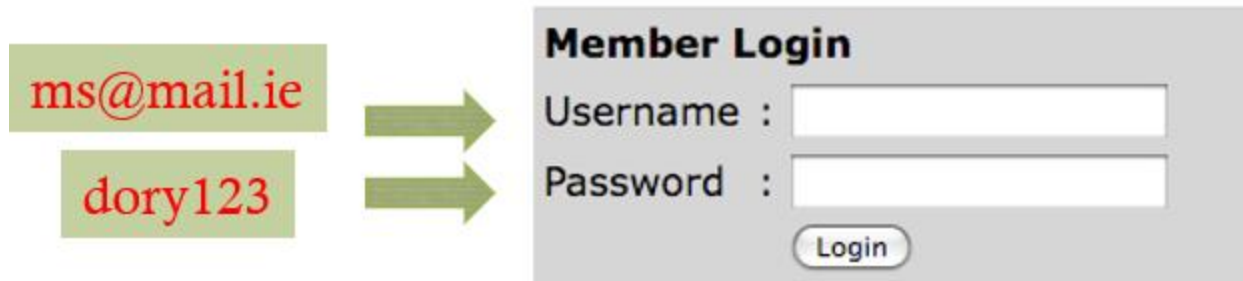 ms@mail.ie
dory123
Member Login
Username :
Password :
Login